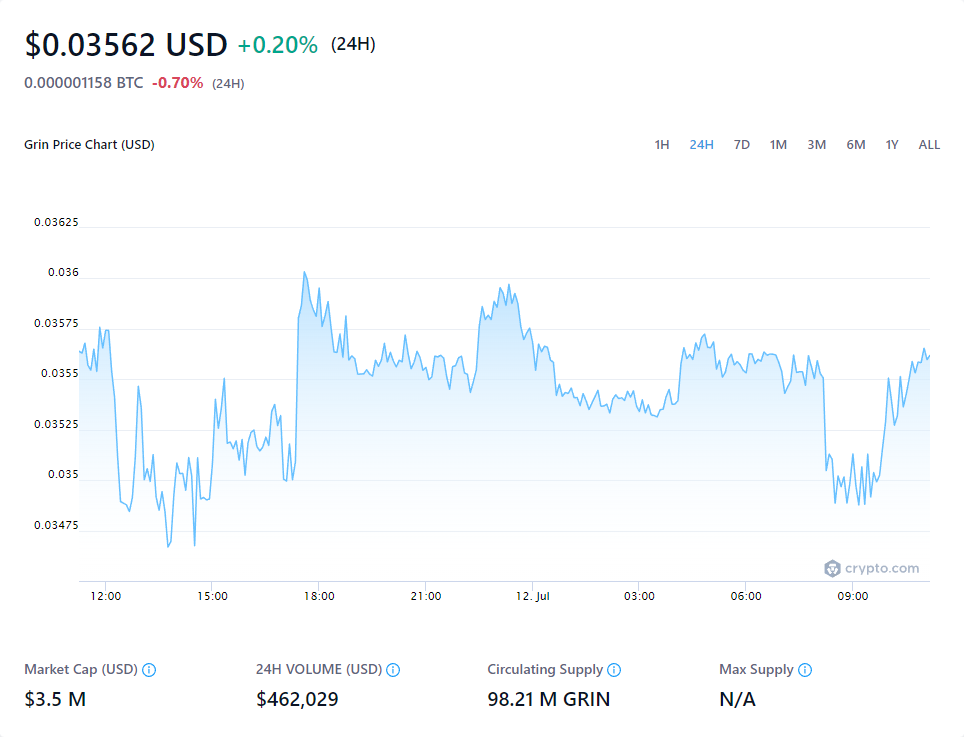 $0.03562 USD +0.20% (24H)
0.000001158 BTC -0.70% (24H)
Grin Price Chart (USD) 1H 24H 7D 1M 3M 6M 1Y ALL
0.03625
0.036
0.03575
0.0355
0.03525
0.035
0.03475
crypto.com
12:00 15:00 18:00 21:00 12. Jul 03:00 06:00 09:00
Market Cap (USD) 24H VOLUME (USD) Circulating Supply Max Supply
$3.5 M $462,029 98.21 M GRIN N/A